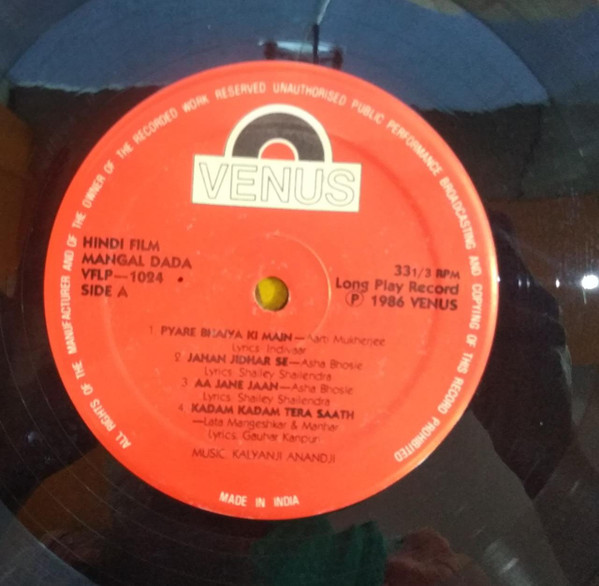 ALL RIGHTS OF THE MANUFACTURER AND OF THE OWNER OF THE RECORDED WORK RESERVED UNAUTHORISED PUBLIC PERFORMANCE BROADCASTING AND COPYING OF THIS RECORD PROHIBITED
VENUS
HINDI FILM
MANGAL DADA
VFLP—1024
SIDE A
33 1/3 RPM
Long Play Record
Ⓟ 1986 VENUS
1. PYARE BHAIYA KI MAIN—Aarti Mukherjee
Lyrics: Indivaar
2. JAHAN JIDHAR SE—Asha Bhosle
Lyrics: Shailey Shailendra
3. AA JANE JAAN—Asha Bhosle
Lyrics: Shailey Shailendra
4. KADAM KADAM TERA SAATH
—Lata Mangeshkar & Manhar
Lyrics: Gauhar Kanpuri
MUSIC: KALYANJI ANANDJI
MADE IN INDIA